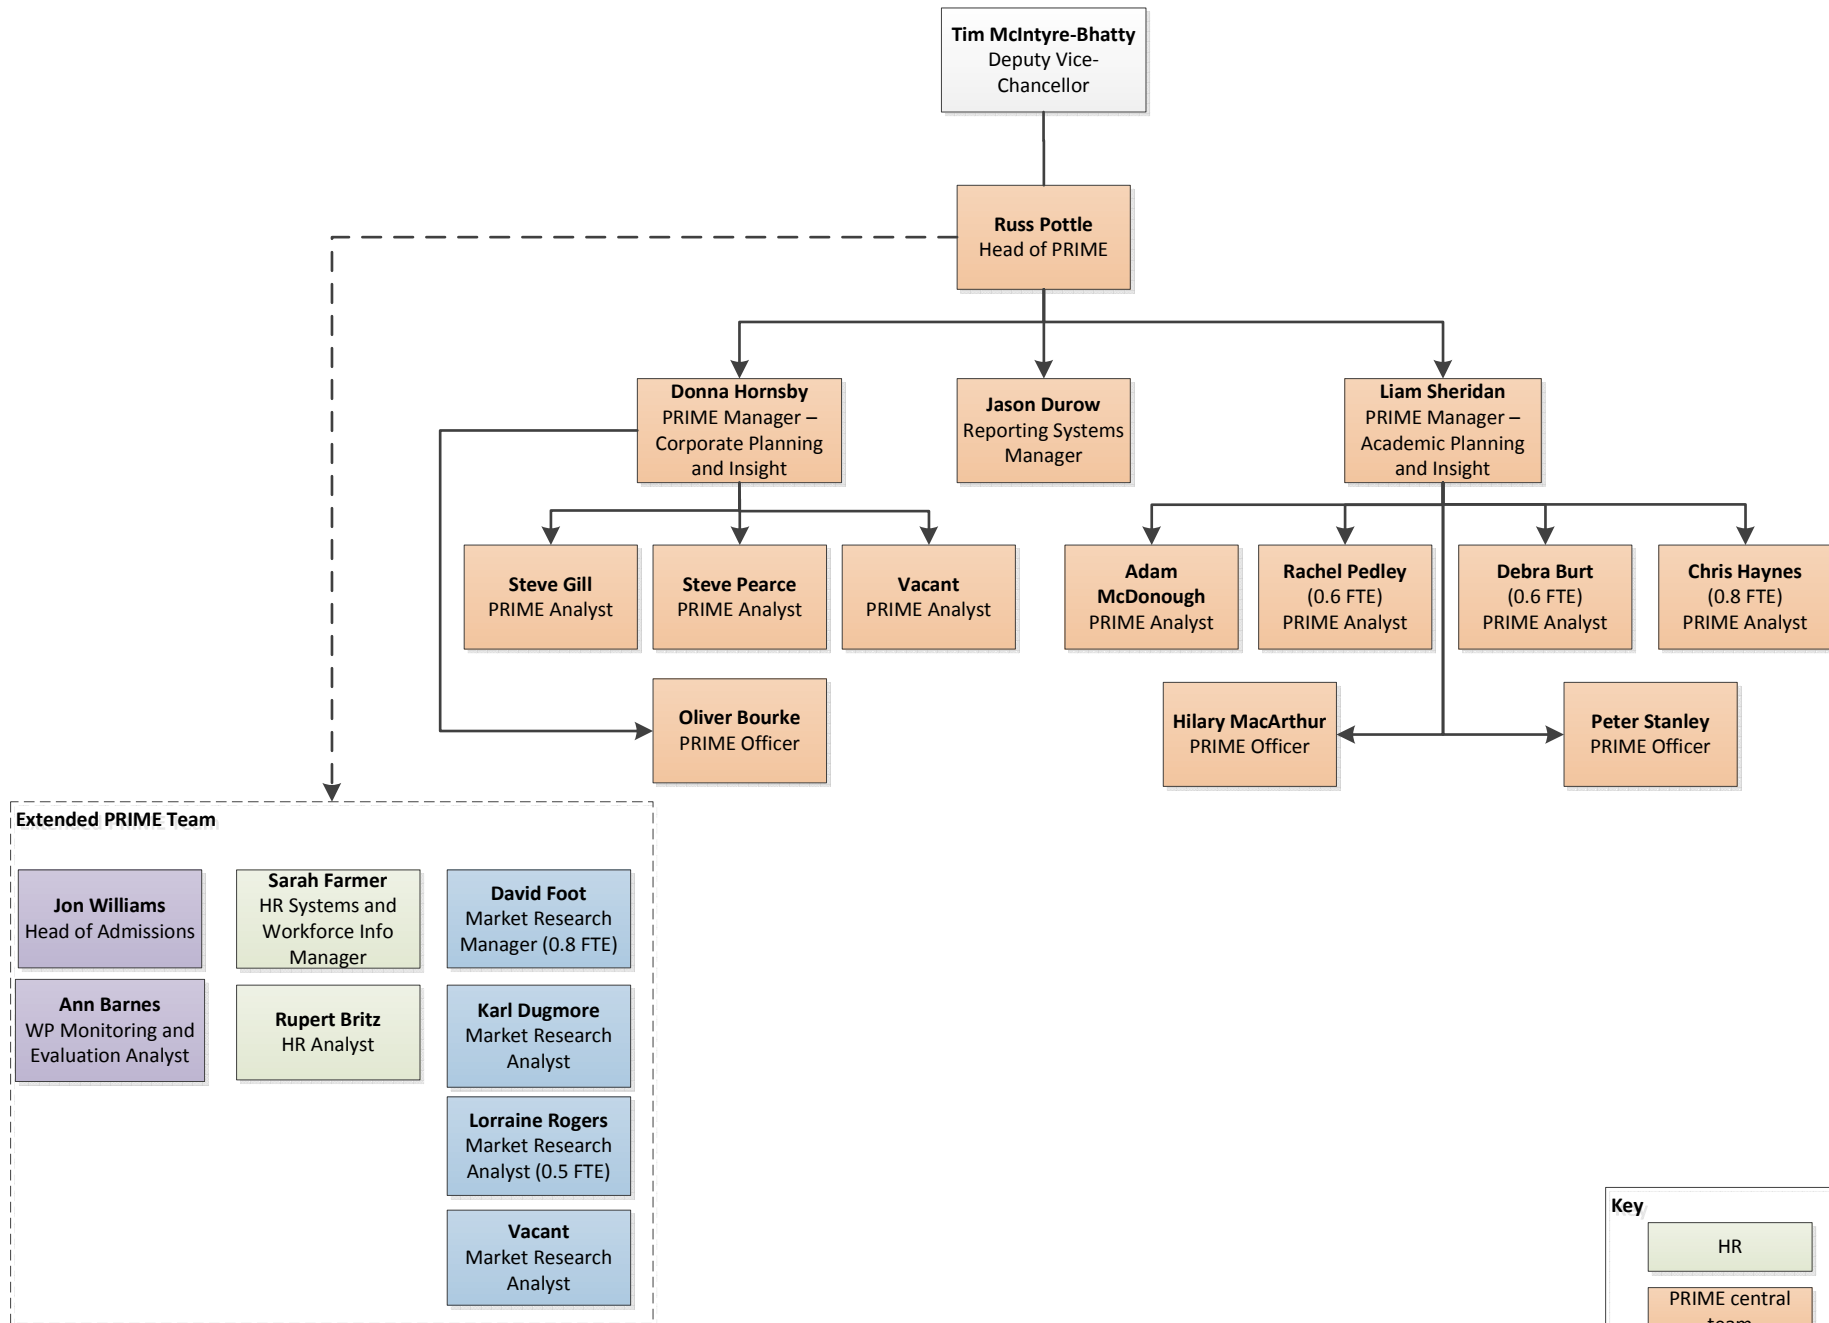 Tim McIntyre-Bhatty
Deputy Vice-
Chancellor
Russ Pottle
Head of PRIME
Donna Hornsby
PRIME Manager –
Corporate Planning
and Insight
Jason Durow
Reporting Systems
Manager
Liam Sheridan
PRIME Manager –
Academic Planning
and Insight
Steve Gill
PRIME Analyst
Steve Pearce
PRIME Analyst
Vacant
PRIME Analyst
Adam
McDonough
PRIME Analyst
Rachel Pedley
(0.6 FTE)
PRIME Analyst
Debra Burt
(0.6 FTE)
PRIME Analyst
Chris Haynes
(0.8 FTE)
PRIME Analyst
Oliver Bourke
PRIME Officer
Hilary MacArthur
PRIME Officer
Peter Stanley
PRIME Officer
Extended PRIME Team
Jon Williams
Head of Admissions
Ann Barnes
WP Monitoring and
Evaluation Analyst
Sarah Farmer
HR Systems and
Workforce Info
Manager
Rupert Britz
HR Analyst
David Foot
Market Research
Manager (0.8 FTE)
Karl Dugmore
Market Research
Analyst
Lorraine Rogers
Market Research
Analyst (0.5 FTE)
Vacant
Market Research
Analyst
Key
HR
PRIME central
team